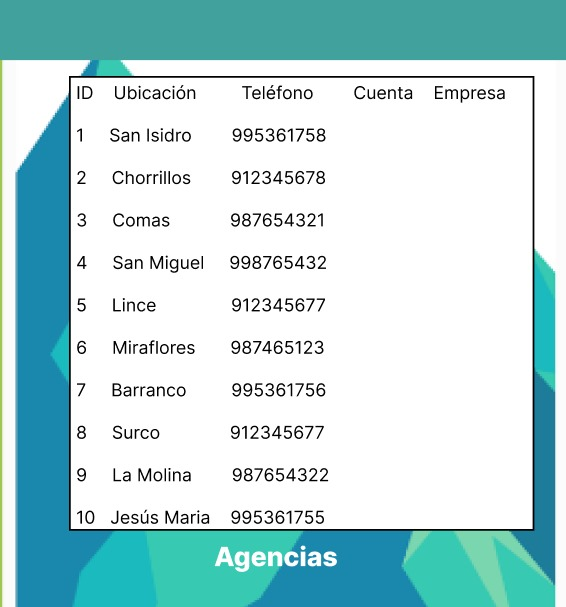 ID Ubicación Teléfono Cuenta Empresa
1 San Isidro 995361758
2 Chorrillos 912345678
3 Comas 987654321
4 San Miguel 998765432
5 Lince 912345677
6 Miraflores 987465123
7 Barranco 995361756
8 Surco 912345677
9 La Molina 987654322
10 Jesús Maria 995361755
Agencias